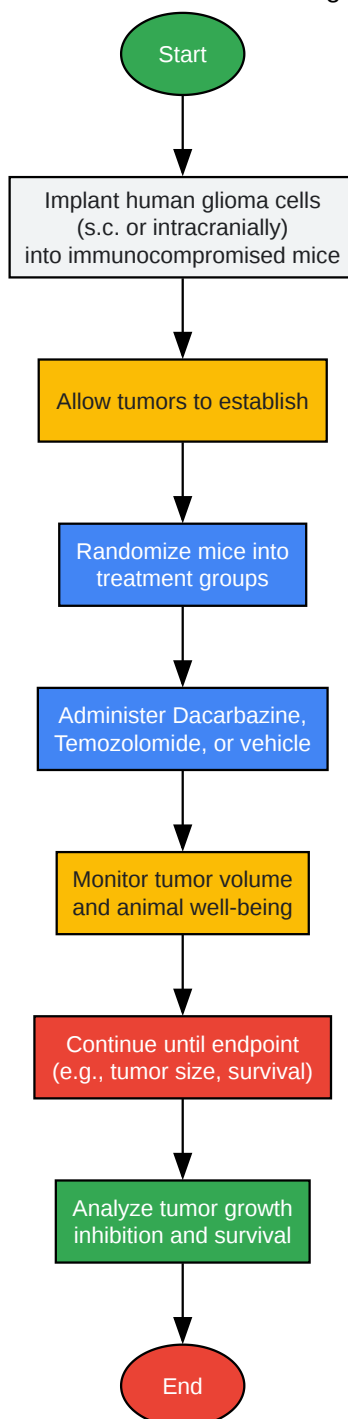 Start
Implant human glioma cells
(s.c. or intracranially)
into immunocompromised mice
Allow tumors to establish
Randomize mice into
treatment groups
Administer Dacarbazine,
Temozolomide, or vehicle
Monitor tumor volume
and animal well-being
Continue until endpoint
(e.g., tumor size, survival)
Analyze tumor growth
inhibition and survival
End